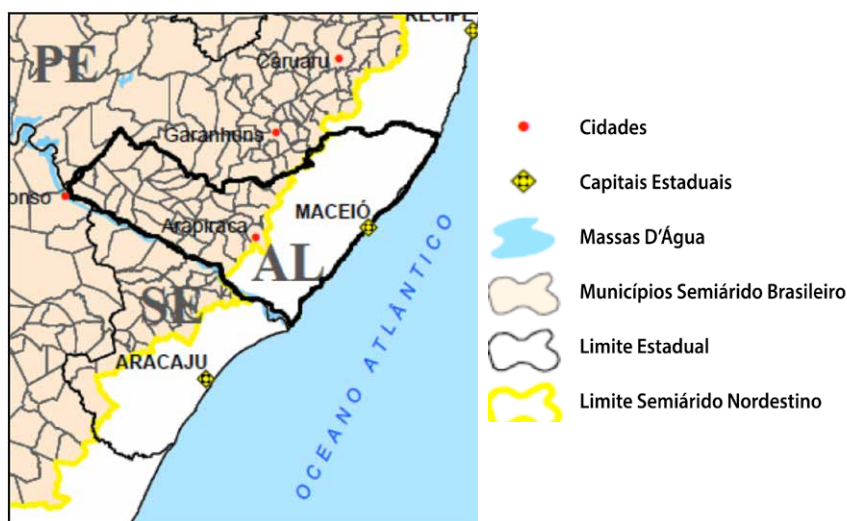 RECIPE
PE
Caruaru
Garanhuns
onso
Arapiraca
MACEIÓ
AL
SE
ARACAJU
OCEANO ATLÂNTICO
Cidades
Capitais Estaduais
Massas D’Água
Municípios Semiárido Brasileiro
Limite Estadual
Limite Semiárido Nordestino